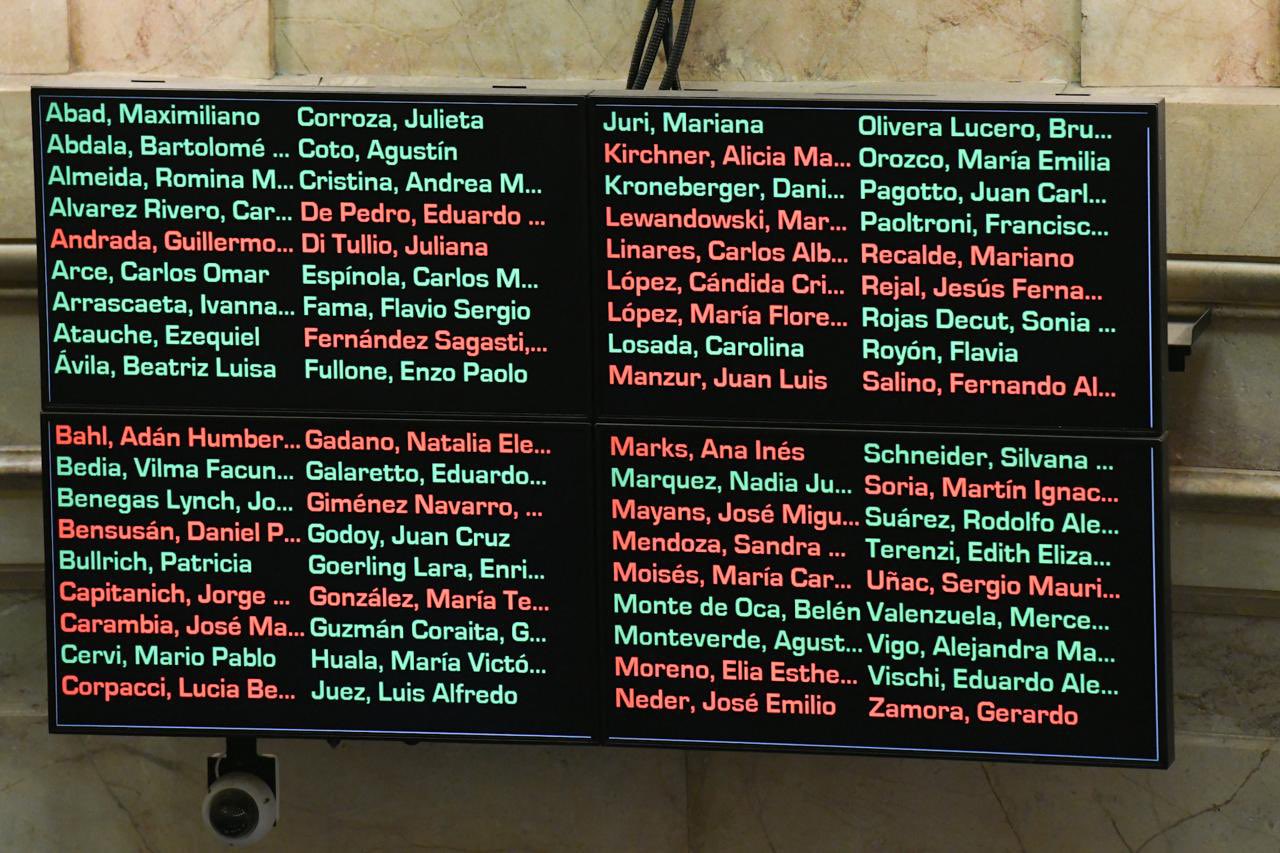 Abad, Maximiliano
Abdala, Bartolomé ...
Almeida, Romina M...
Alvarez Rivero, Car...
Andrada, Guillermo...
Arce, Carlos Omar
Arrascaeta, Ivanna...
Atauche, Ezequiel
Ávila, Beatriz Luisa
Bahl, Adán Humber...
Bedia, Vilma Facun...
Benegas Lynch, Jo...
Bensusán, Daniel P...
Bullrich, Patricia
Capitanich, Jorge ...
Carambia, José Ma...
Cervi, Mario Pablo
Corpacci, Lucia Be...
Corroza, Julieta
Coto, Agustín
Cristina, Andrea M...
De Pedro, Eduardo ...
Di Tullio, Juliana
Espínola, Carlos M...
Fama, Flavio Sergio
Fernández Sagasti,...
Fullone, Enzo Paolo
Gadano, Natalia Ele...
Galaretto, Eduardo...
Giménez Navarro, ...
Godoy, Juan Cruz
Goerling Lara, Enri...
González, María Te...
Guzmán Coraita, G...
Huala, María Victó...
Juez, Luis Alfredo
Juri, Mariana
Kirchner, Alicia Ma...
Kroneberger, Dani...
Lewandowski, Mar...
Linares, Carlos Alb...
López, Cándida Cri...
López, María Flore...
Losada, Carolina
Manzur, Juan Luis
Marks, Ana Inés
Marquez, Nadia Ju...
Mayans, José Migu...
Mendoza, Sandra ...
Moisés, María Car...
Monte de Oca, Belén
Monteverde, Agust...
Moreno, Elia Esthe...
Neder, José Emilio
Olivera Lucero, Bru...
Orozco, María Emilia
Pagotto, Juan Carl...
Paoltroni, Francisc...
Recalde, Mariano
Rejal, Jesús Ferna...
Rojas Decut, Sonia ...
Royón, Flavia
Salino, Fernando Al...
Schneider, Silvana ...
Soria, Martín Ignac...
Suárez, Rodolfo Ale...
Terenzi, Edith Eliza...
Uñac, Sergio Mauri...
Valenzuela, Merce...
Vigo, Alejandra Ma...
Vischi, Eduardo Ale...
Zamora, Gerardo